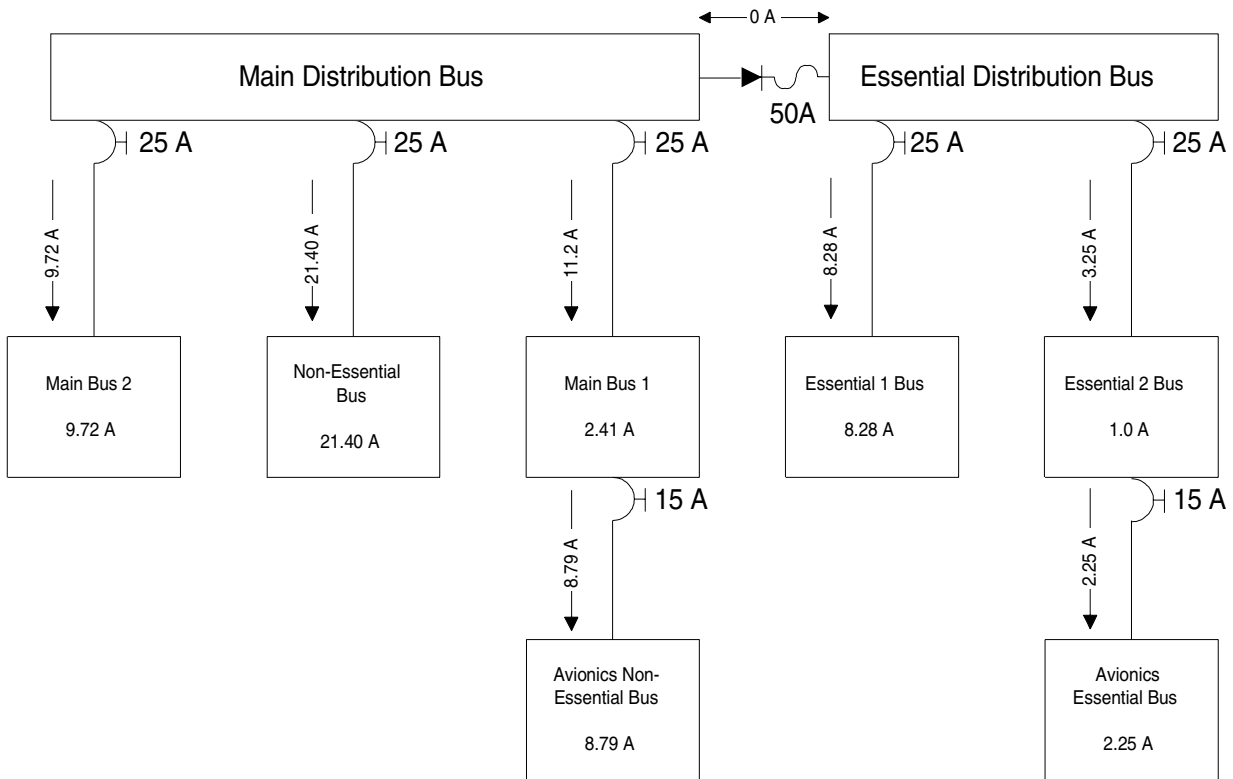 0 A
Main Distribution Bus
Essential Distribution Bus
50A
25 A
25 A
25 A
25 A
25 A
9.72 A
21.40 A
11.2 A
8.28 A
3.25 A
Main Bus 2
9.72 A
Non-Essential
Bus
21.40 A
Main Bus 1
2.41 A
Essential 1 Bus
8.28 A
Essential 2 Bus
1.0 A
15 A
15 A
8.79 A
2.25 A
Avionics Non-
Essential Bus
8.79 A
Avionics
Essential Bus
2.25 A